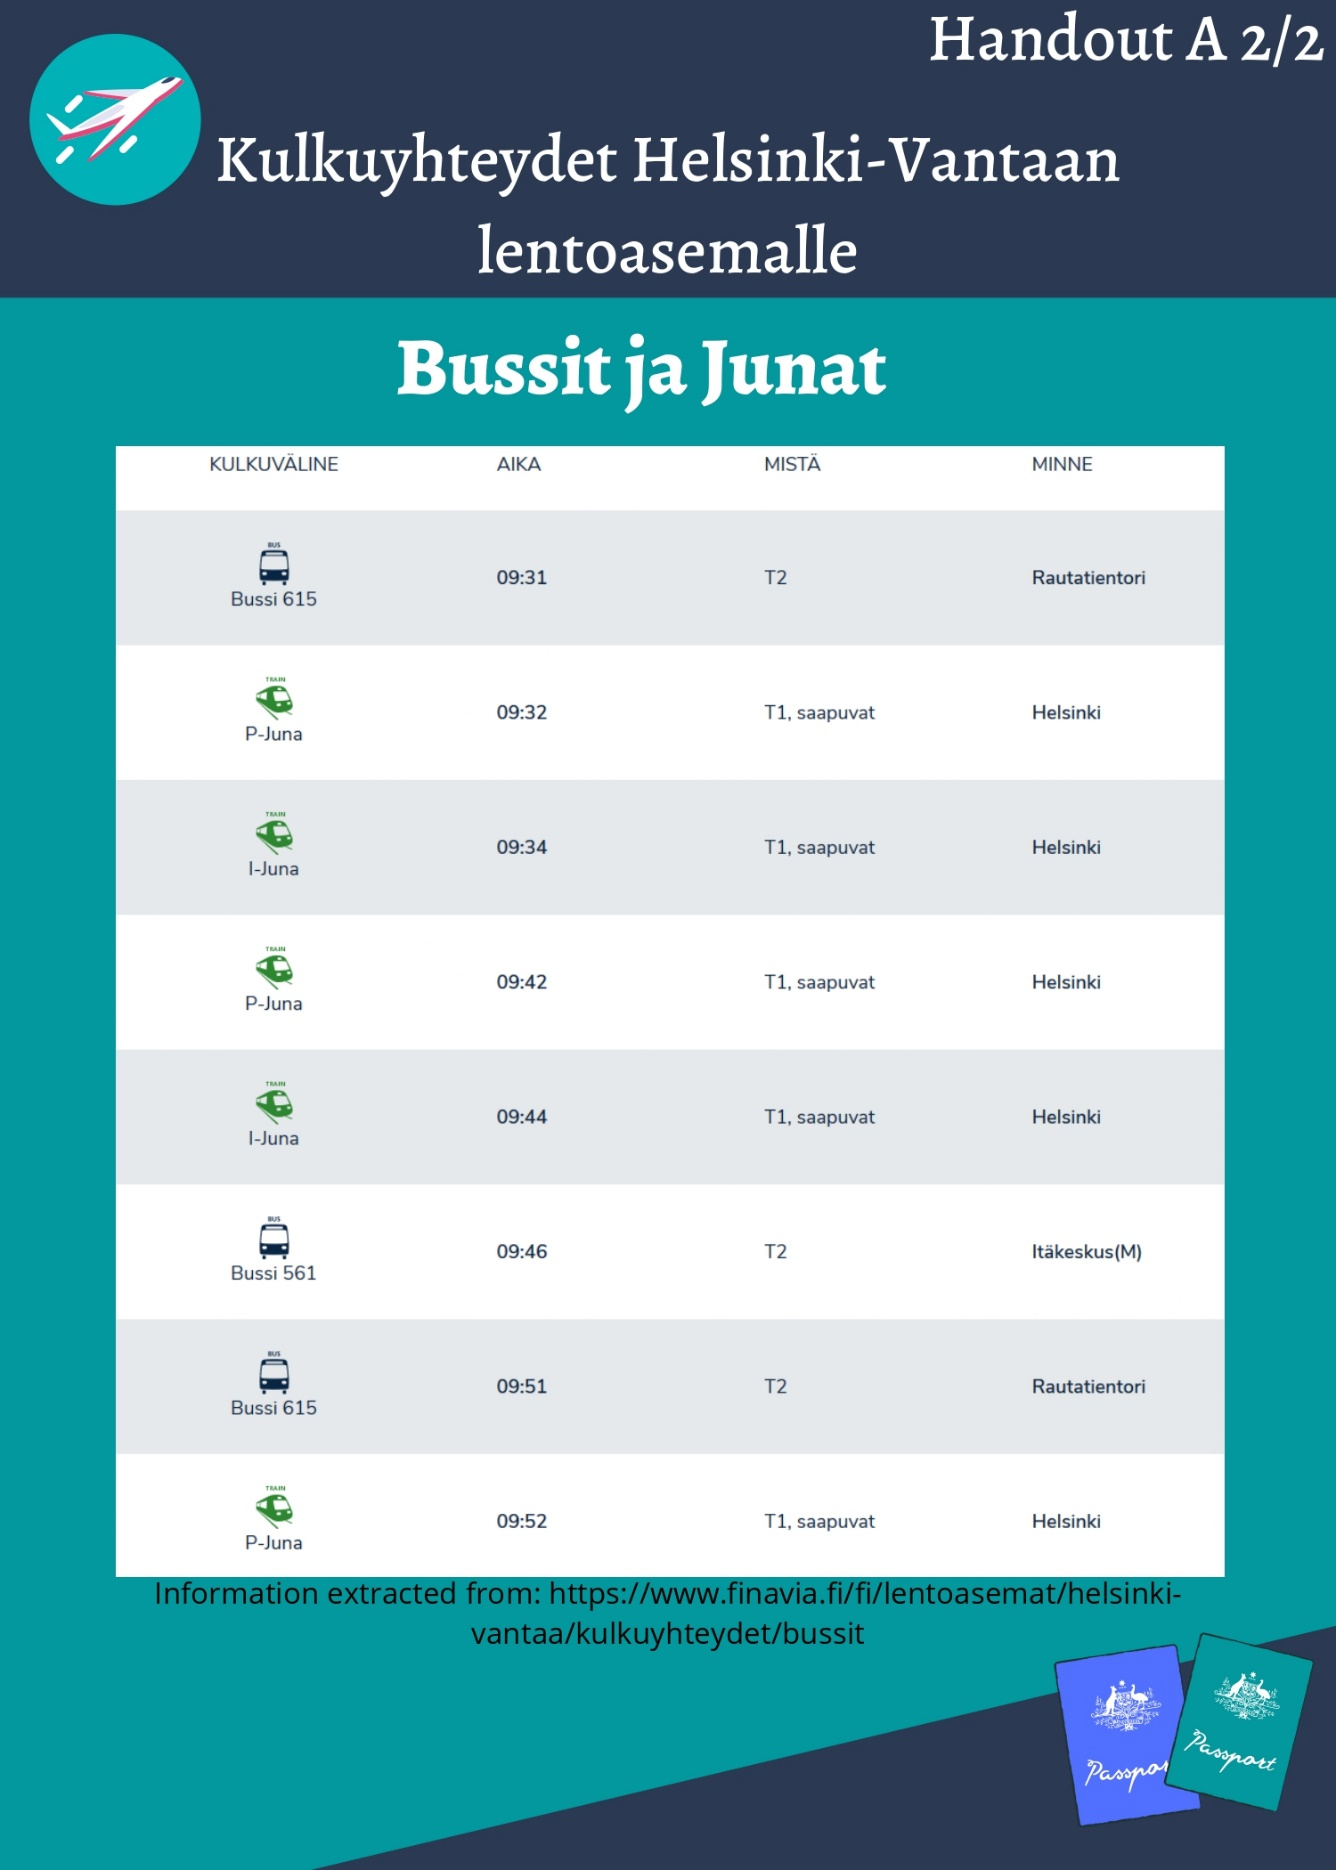 Handout A 2/2
Kulkuyhteydet Helsinki-Vantaan
lentoasemalle
Bussit ja Junat
KULKUVÄLINE AIKA MISTÄ MINNE
BUS
Bussi 615 09:31 T2 Rautatientori
TRAIN
P-Juna 09:32 T1, saapuvat Helsinki
TRAIN
I-Juna 09:34 T1, saapuvat Helsinki
TRAIN
P-Juna 09:42 T1, saapuvat Helsinki
TRAIN
I-Juna 09:44 T1, saapuvat Helsinki
BUS
Bussi 561 09:46 T2 Itäkeskus(M)
BUS
Bussi 615 09:51 T2 Rautatientori
TRAIN
P-Juna 09:52 T1, saapuvat Helsinki
Information extracted from: https://www.finavia.fi/fi/lentoasemat/helsinki-
vantaa/kulkuyhteydet/bussit
Passpor
Passport